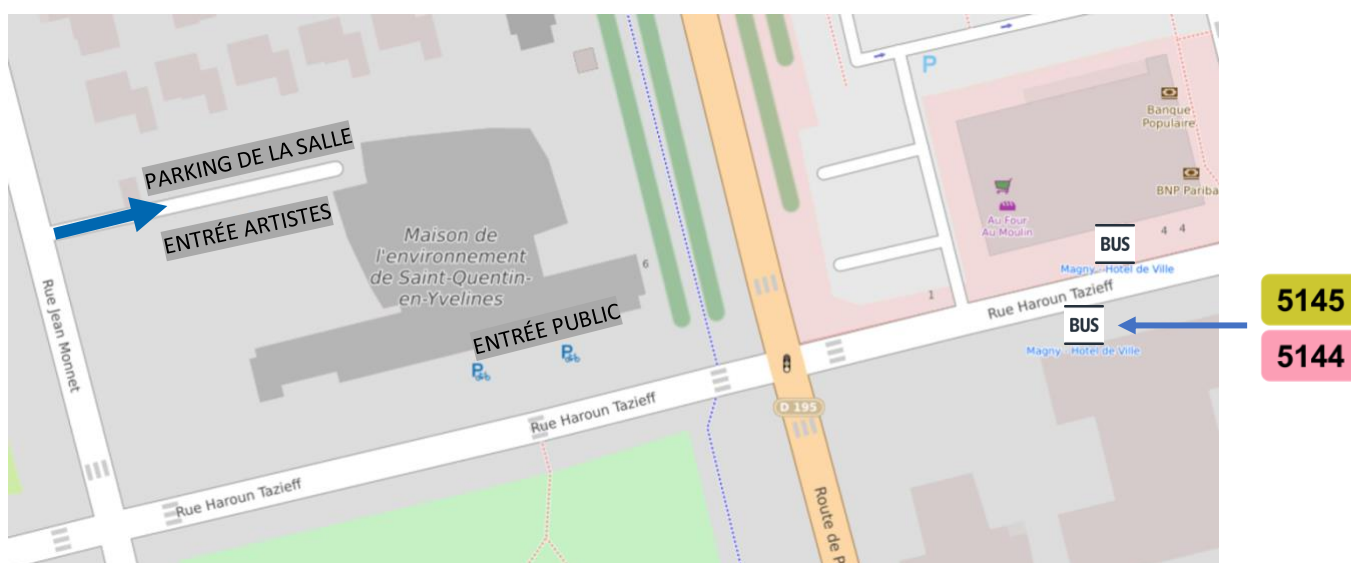 P
Banque
Populaire
PARKING DE LA SALLE
BNP Pariba
Au Four
Au Moulin
ENTRÉE ARTISTES
Maison de
l'environnement
de Saint-Quentin-
en-Yvelines
6
BUS
4 4
Magny - Hôtel de Ville
Rue Jean Monnet
1
Rue Haroun Tazieff
5145
BUS
ENTRÉE PUBLIC
Magny - Hôtel de Ville
5144
P
P
D 195
Rue Haroun Tazieff
Rue Haroun Tazieff
Route de P